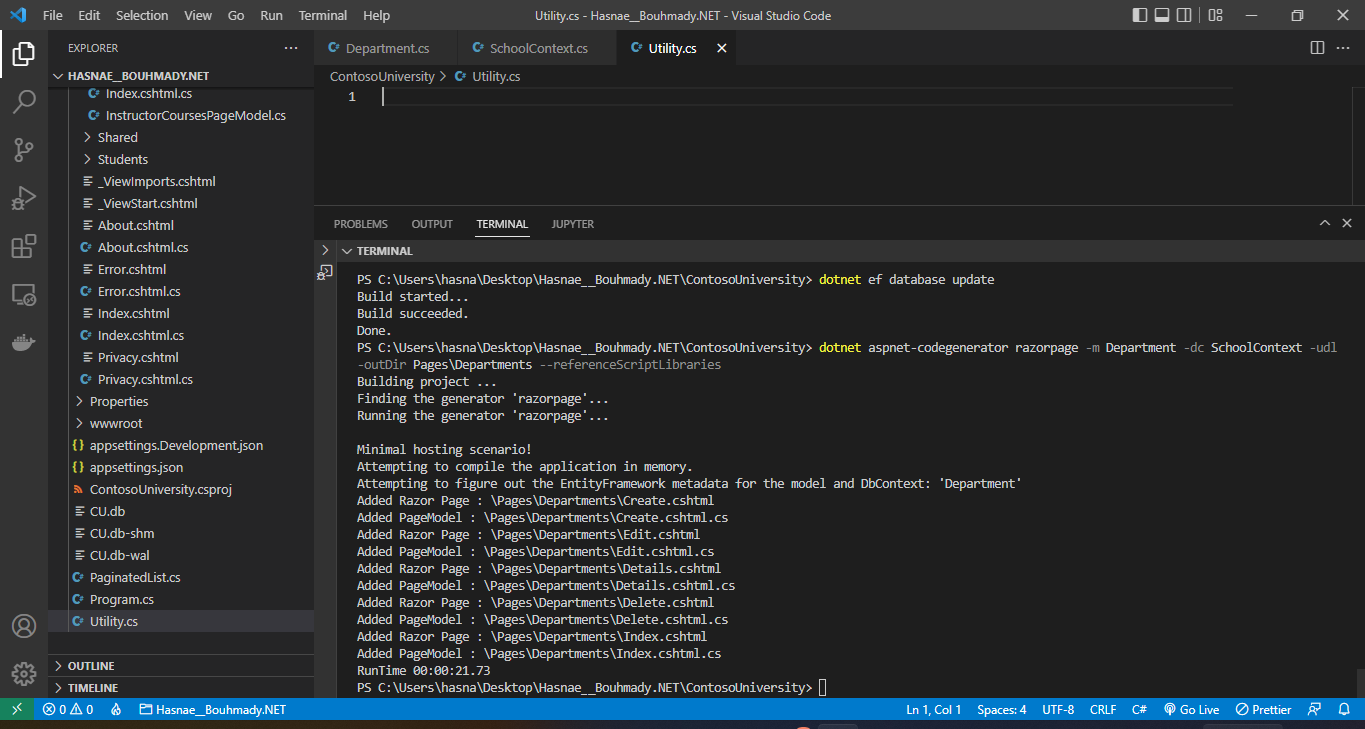 File Edit Selection View Go Run Terminal Help Utility.cs - Hasnae__Bouhmady.NET - Visual Studio Code
EXPLORER
Department.cs SchoolContext.cs Utility.cs
HASNAE__BOUHMADY.NET
ContosoUniversity > Utility.cs
1
Index.cshtml.cs
InstructorCoursesPageModel.cs
Shared
Students
_ViewImports.cshtml
_ViewStart.cshtml
About.cshtml
About.cshtml.cs
Error.cshtml
Error.cshtml.cs
Index.cshtml
Index.cshtml.cs
Privacy.cshtml
Privacy.cshtml.cs
Properties
wwwroot
appsettings.Development.json
appsettings.json
ContosoUniversity.csproj
CU.db
CU.db-shm
CU.db-wal
PaginatedList.cs
Program.cs
Utility.cs
OUTLINE
TIMELINE
PROBLEMS OUTPUT TERMINAL JUPYTER
TERMINAL
PS C:\Users\hasna\Desktop\Hasnae__Bouhmady.NET\ContosoUniversity> dotnet ef database update
Build started...
Build succeeded.
Done.
PS C:\Users\hasna\Desktop\Hasnae__Bouhmady.NET\ContosoUniversity> dotnet aspnet-codegenerator razorpage -m Department -dc SchoolContext -udl
-outDir Pages\Departments --referenceScriptLibraries
Building project ...
Finding the generator 'razorpage'...
Running the generator 'razorpage'...
Minimal hosting scenario!
Attempting to compile the application in memory.
Attempting to figure out the EntityFramework metadata for the model and DbContext: 'Department'
Added Razor Page : \Pages\Departments\Create.cshtml
Added PageModel : \Pages\Departments\Create.cshtml.cs
Added Razor Page : \Pages\Departments\Edit.cshtml
Added PageModel : \Pages\Departments\Edit.cshtml.cs
Added Razor Page : \Pages\Departments\Details.cshtml
Added PageModel : \Pages\Departments\Details.cshtml.cs
Added Razor Page : \Pages\Departments\Delete.cshtml
Added PageModel : \Pages\Departments\Delete.cshtml.cs
Added Razor Page : \Pages\Departments\Index.cshtml
Added PageModel : \Pages\Departments\Index.cshtml.cs
RunTime 00:00:21.73
PS C:\Users\hasna\Desktop\Hasnae__Bouhmady.NET\ContosoUniversity>
0 0 Hasnae__Bouhmady.NET Ln 1, Col 1 Spaces: 4 UTF-8 CRLF C# Go Live Prettier